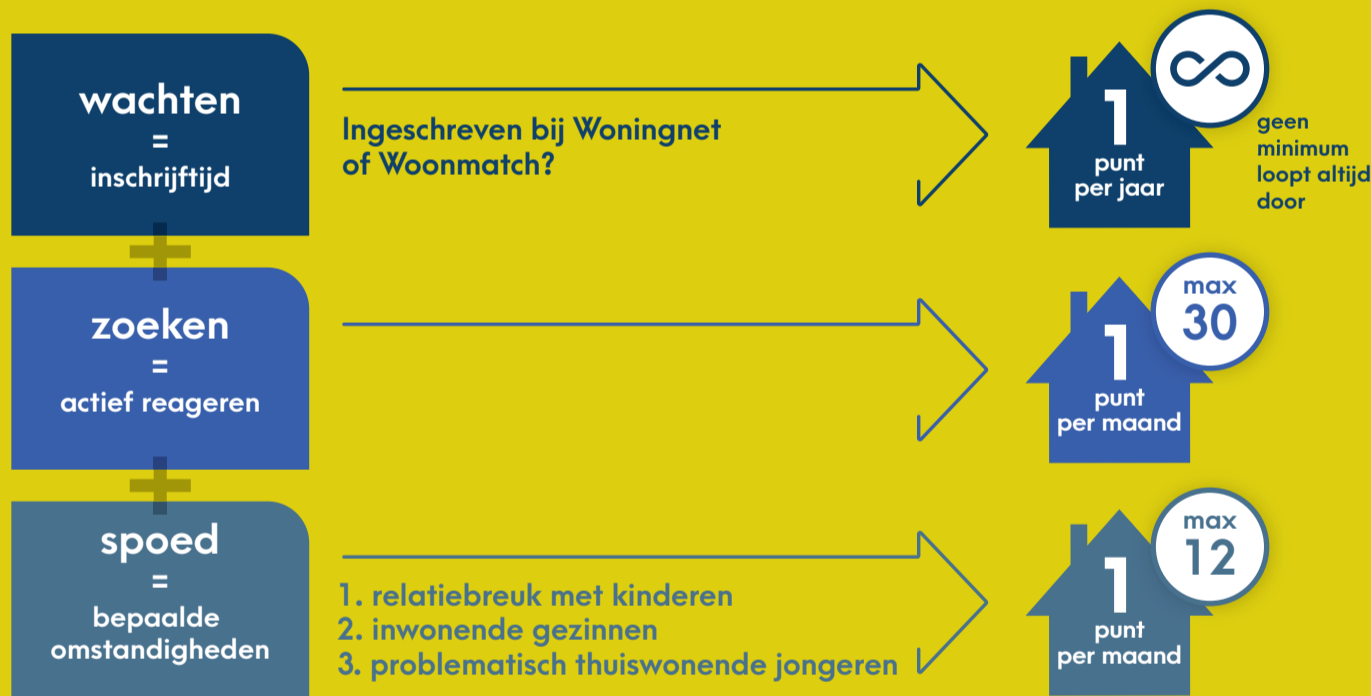 wachten
=
inschrijftijd
Ingeschreven bij Woningnet
of Woonmatch?
1
punt
per jaar
∞
geen
minimum
loopt altijd
door
+
zoeken
=
actief reageren
1
punt
per maand
max
30
+
spoed
=
bepaalde
omstandigheden
1. relatiebreuk met kinderen
2. inwonende gezinnen
3. problematisch thuiswonende jongeren
1
punt
per maand
max
12